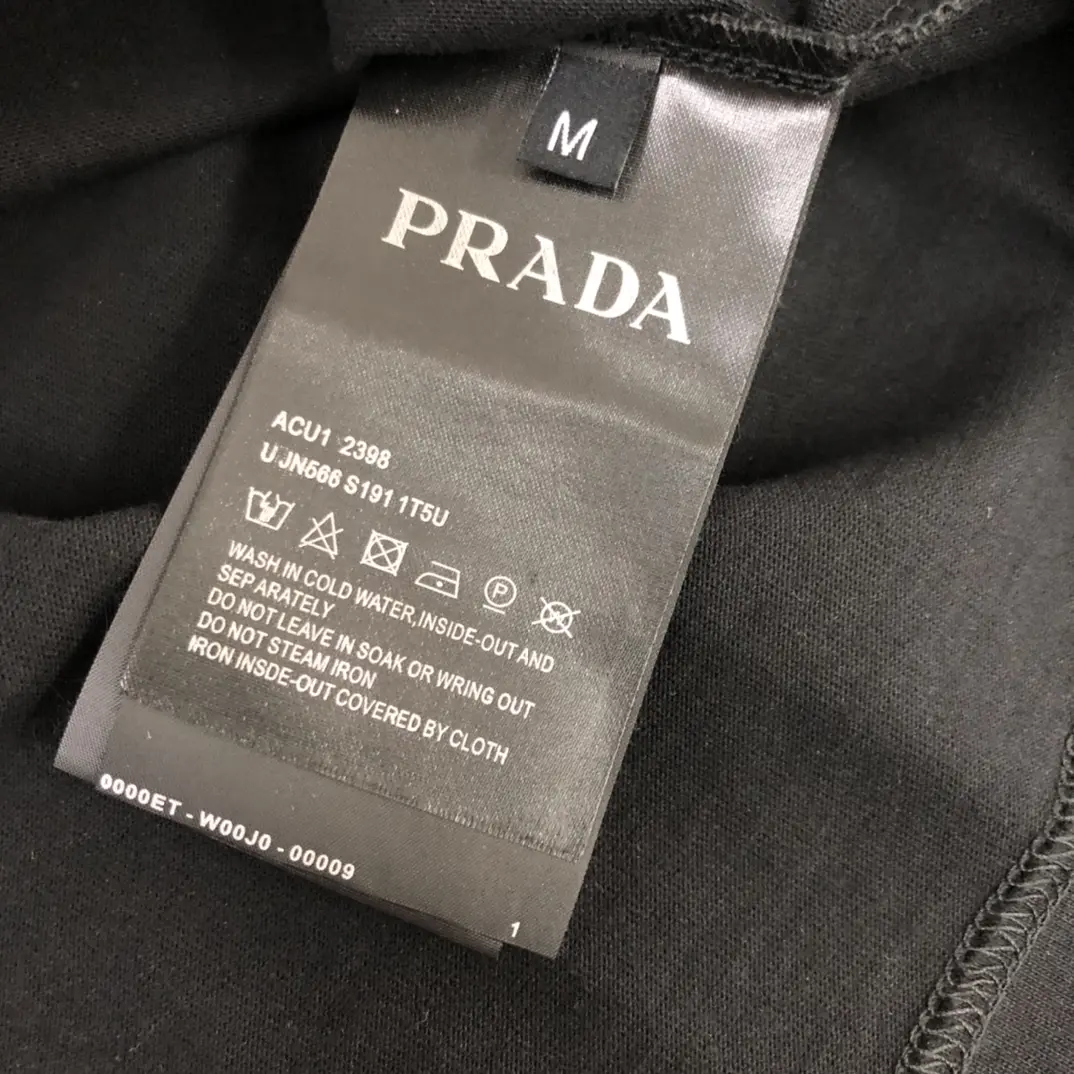 M
PRADA
ACU1 2398
UJN566 S191 1T5U
P
WASH IN COLD WATER,INSIDE-OUT AND
SEP ARATELY
DO NOT LEAVE IN SOAK OR WRING OUT
DO NOT STEAM IRON
IRON INSDE-OUT COVERED BY CLOTH
0000ET - W00J0 - 00009
1